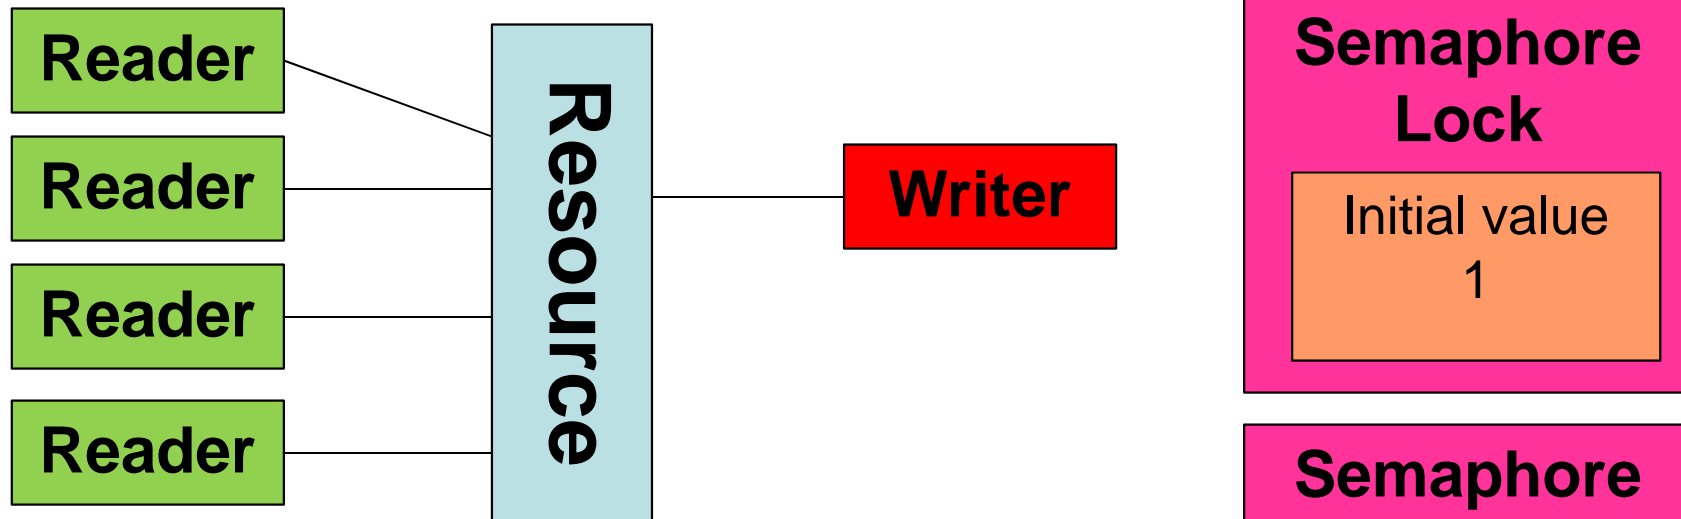 Reader
Reader
Reader
Reader
Resource
Writer
Semaphore
Lock
Initial value
1
Semaphore